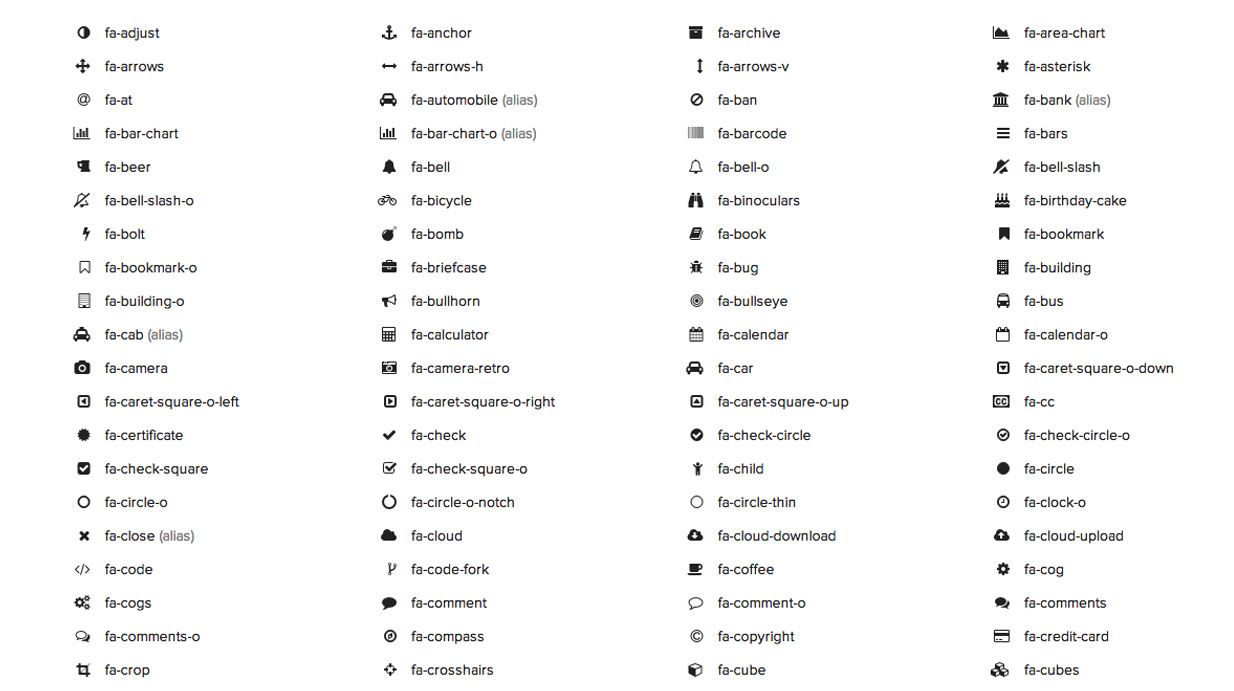 fa-adjust fa-anchor fa-archive fa-area-chart
fa-arrows fa-arrows-h fa-arrows-v fa-asterisk
fa-at fa-automobile (alias) fa-ban fa-bank (alias)
fa-bar-chart fa-bar-chart-o (alias) fa-barcode fa-bars
fa-beer fa-bell fa-bell-o fa-bell-slash
fa-bell-slash-o fa-bicycle fa-binoculars fa-birthday-cake
fa-bolt fa-bomb fa-book fa-bookmark
fa-bookmark-o fa-briefcase fa-bug fa-building
fa-building-o fa-bullhorn fa-bullseye fa-bus
fa-cab (alias) fa-calculator fa-calendar fa-calendar-o
fa-camera fa-camera-retro fa-car fa-caret-square-o-down
fa-caret-square-o-left fa-caret-square-o-right fa-caret-square-o-up fa-cc
fa-certificate fa-check fa-check-circle fa-check-circle-o
fa-check-square fa-check-square-o fa-child fa-circle
fa-circle-o fa-circle-o-notch fa-circle-thin fa-clock-o
fa-close (alias) fa-cloud fa-cloud-download fa-cloud-upload
fa-code fa-code-fork fa-coffee fa-cog
fa-cogs fa-comment fa-comment-o fa-comments
fa-comments-o fa-compass fa-copyright fa-credit-card
fa-crop fa-crosshairs fa-cube fa-cubes